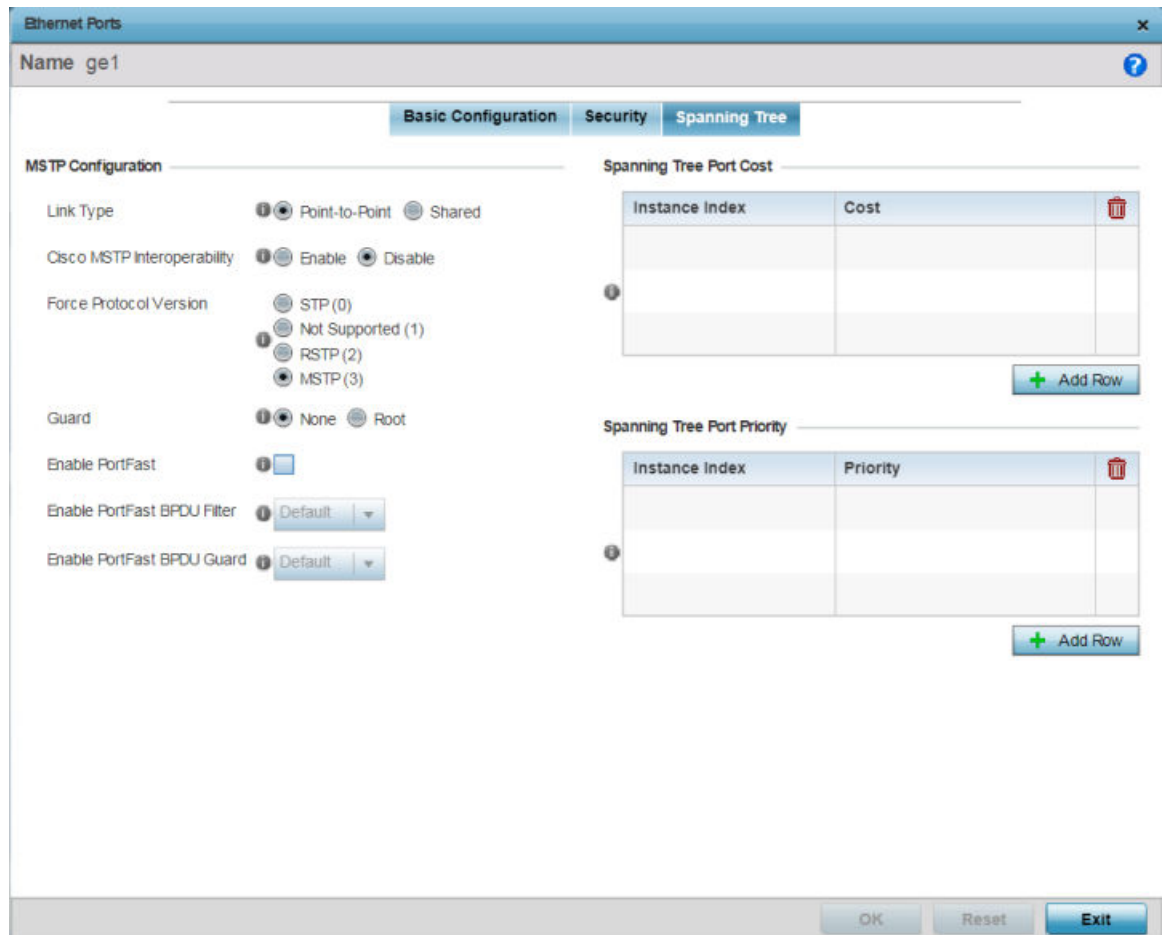 Ethernet Ports
Name ge1
Basic Configuration Security Spanning Tree
MSTP Configuration
Link Type Point-to-Point Shared
Cisco MSTP Interoperability Enable Disable
Force Protocol Version STP (0)
Not Supported (1)
RSTP (2)
MSTP (3)
Guard None Root
Enable PortFast
Enable PortFast BPDU Filter Default
Enable PortFast BPDU Guard Default
Spanning Tree Port Cost
Instance Index Cost
Add Row
Spanning Tree Port Priority
Instance Index Priority
Add Row
OK Reset Exit